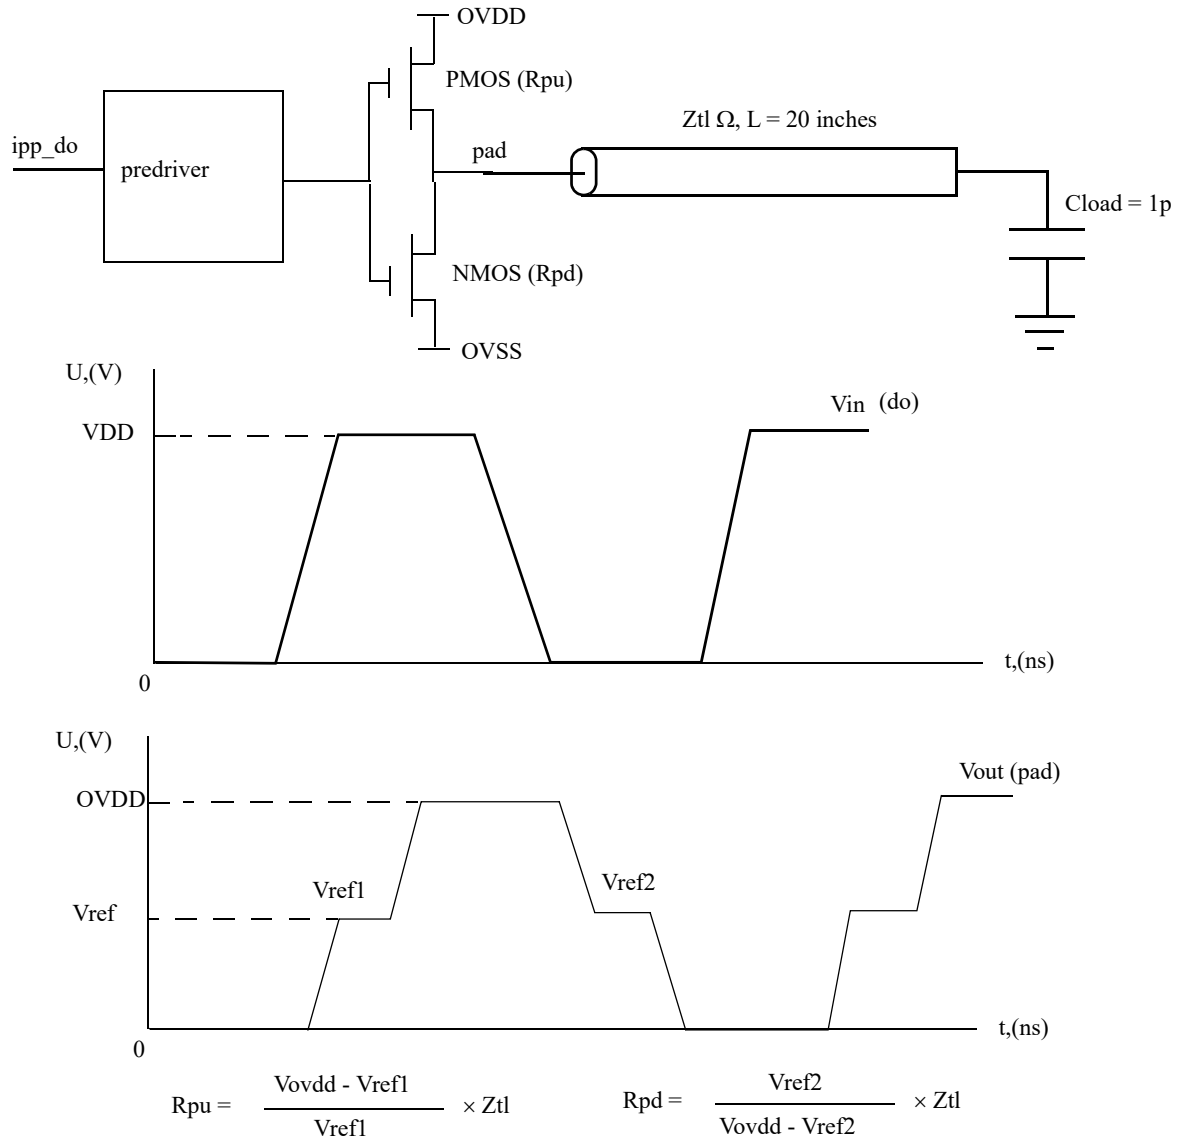 OVDD
PMOS (Rpu)
ipp_do
predriver
pad
Ztl Ω, L = 20 inches
Cload = 1p
NMOS (Rpd)
OVSS
U,(V)
VDD
Vin (do)
t,(ns)
0
U,(V)
OVDD
Vout (pad)
Vref1
Vref2
Vref
t,(ns)
0
Rpu = Vovdd - Vref1 × Ztl
Vref1
Rpd = Vref2 × Ztl
Vovdd - Vref2